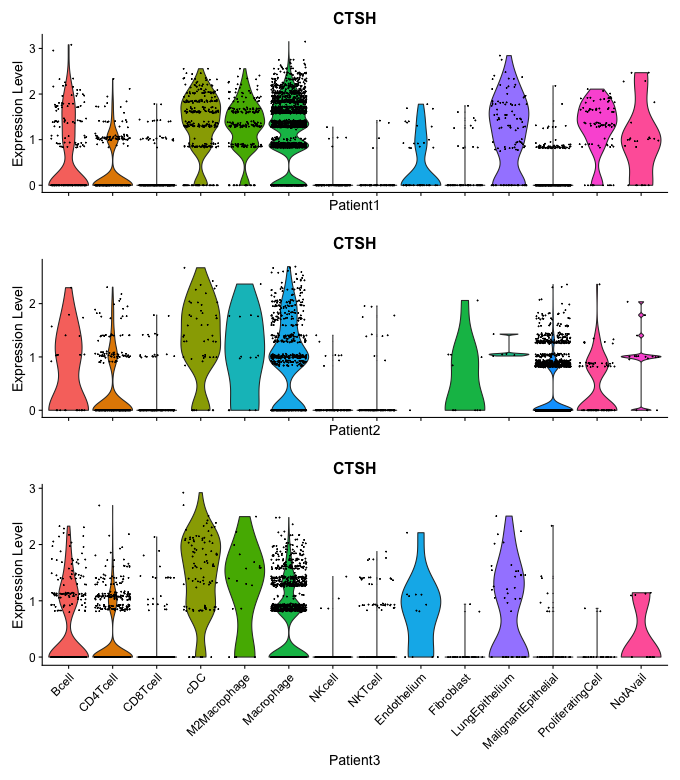 CTSH
Expression Level
3
2
1
0
Patient1
CTSH
Expression Level
2
1
0
Patient2
CTSH
Expression Level
3
2
1
0
Bcell
CD4Tcell
CD8Tcell
cDC
M2Macrophage
Macrophage
NKcell
NKTcell
Endothelium
Fibroblast
LungEpithelium
MalignantEpithelial
ProliferatingCell
NotAvail
Patient3